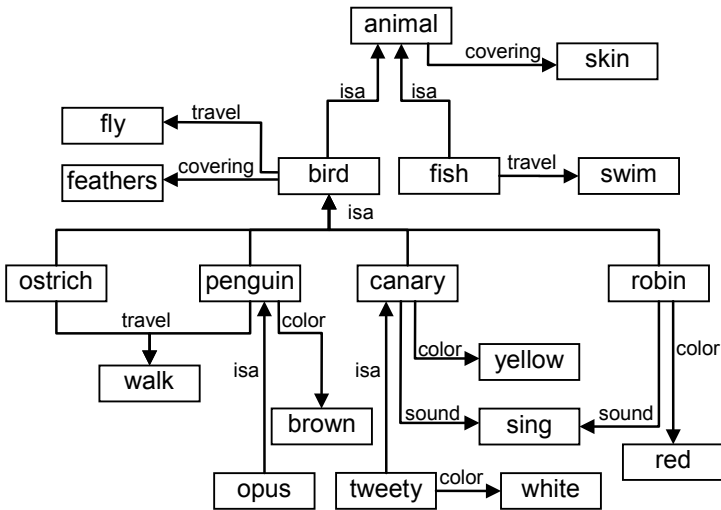 animal
covering
skin
isa
isa
travel
fly
covering
feathers
bird
fish
travel
swim
isa
ostrich
penguin
canary
robin
travel
color
isa
isa
color
yellow
color
walk
brown
sound
sing
sound
red
opus
tweety
color
white